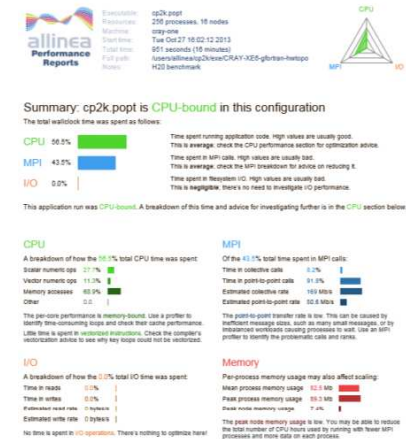 allinea
Performance
Reports
Executable: cp2k.popt
Resources: 256 processes, 16 nodes
Machine: cray-one
Start time: Tue Oct 27 16:02:12 2013
Total time: 951 seconds (16 minutes)
Full path: /users/allinea/cp2k/exe/CRAY-XE6-gfortran-hwtopo
Notes: H20 benchmark
CPU
MPI
I/O
Summary: cp2k.popt is CPU-bound in this configuration
The total wallclock time was spent as follows:
CPU 56.5%
Time spent running application code. High values are usually good.
This is average; check the CPU performance section for optimization advice.
MPI 43.5%
Time spent in MPI calls. High values are usually bad.
This is average; check the MPI breakdown for advice on reducing it.
I/O 0.0%
Time spent in filesystem I/O. High values are usually bad.
This is negligible; there's no need to investigate I/O performance.
This application run was CPU-bound. A breakdown of this time and advice for investigating further is in the CPU section below.
CPU
A breakdown of how the 56.5% total CPU time was spent:
Scalar numeric ops 27.7%
Vector numeric ops 11.3%
Memory accesses 60.9%
Other 0.0
The per-core performance is memory-bound. Use a profiler to
identify time-consuming loops and check their cache performance.
Little time is spent in vectorized instructions. Check the compiler's
vectorization advice to see why key loops could not be vectorized.
MPI
Of the 43.5% total time spent in MPI calls:
Time in collective calls 8.2%
Time in point-to-point calls 91.8%
Estimated collective rate 169 Mb/s
Estimated point-to-point rate 50.6 Mb/s
The point-to-point transfer rate is low. This can be caused by
inefficient message sizes, such as many small messages, or by
imbalanced workloads causing processes to wait. Use an MPI
profiler to identify the problematic calls and ranks.
I/O
A breakdown of how the 0.0% total I/O time was spent:
Time in reads 0.0%
Time in writes 0.0%
Estimated read rate 0 bytes/s
Estimated write rate 0 bytes/s
No time is spent in I/O operations. There's nothing to optimize here!
Memory
Per-process memory usage may also affect scaling:
Mean process memory usage 82.5 Mb
Peak process memory usage 89.3 Mb
Peak node memory usage 7.4%
The peak node memory usage is low. You may be able to reduce
the total number of CPU hours used by running with fewer MPI
processes and more data on each process.